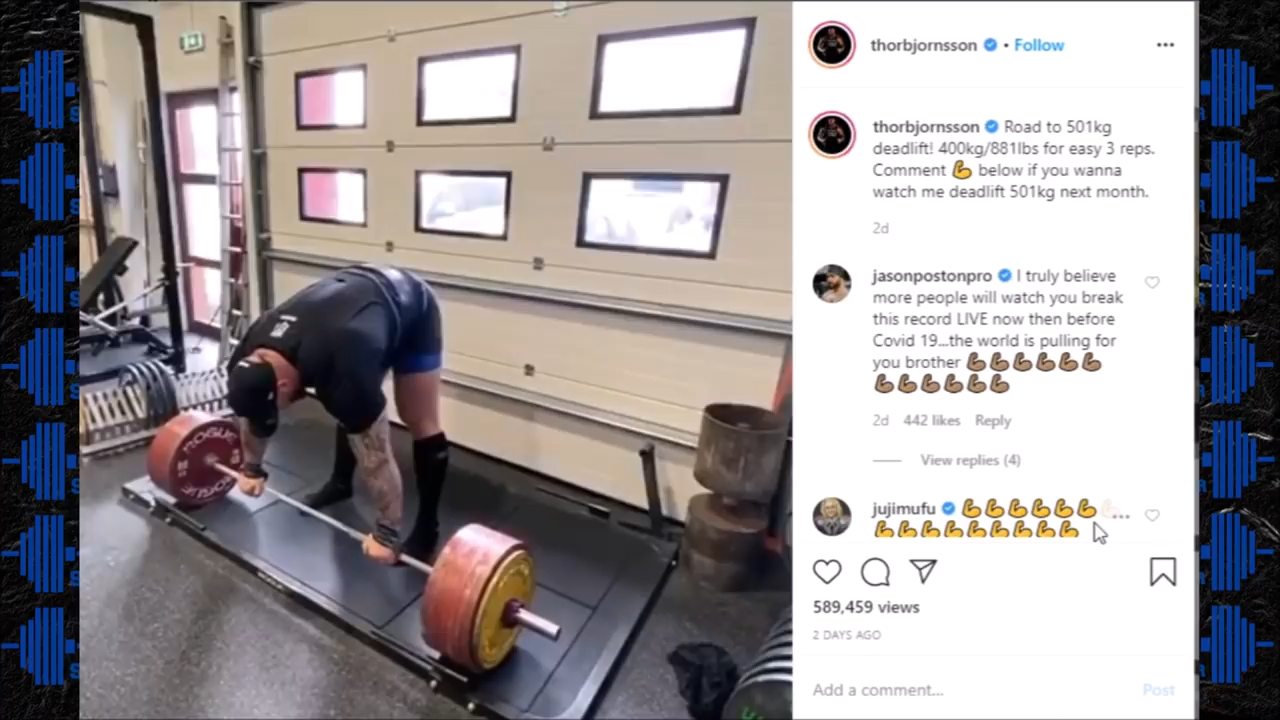 thorbjornsson • Follow
thorbjornsson Road to 501kg
deadlift! 400kg/881lbs for easy 3 reps.
Comment 💪 below if you wanna
watch me deadlift 501kg next month.
2d
jasonpostonpro I truly believe
more people will watch you break
this record LIVE now then before
Covid 19...the world is pulling for
you brother 💪🏽💪🏽💪🏽💪🏽💪🏽💪🏽
💪🏽💪🏽💪🏽💪🏽💪🏽💪🏽
2d 442 likes Reply
View replies (4)
jujimufu 💪💪💪💪💪💪💪
💪💪💪💪💪💪💪💪💪
589,459 views
2 DAYS AGO
Add a comment... Post
ROGUE